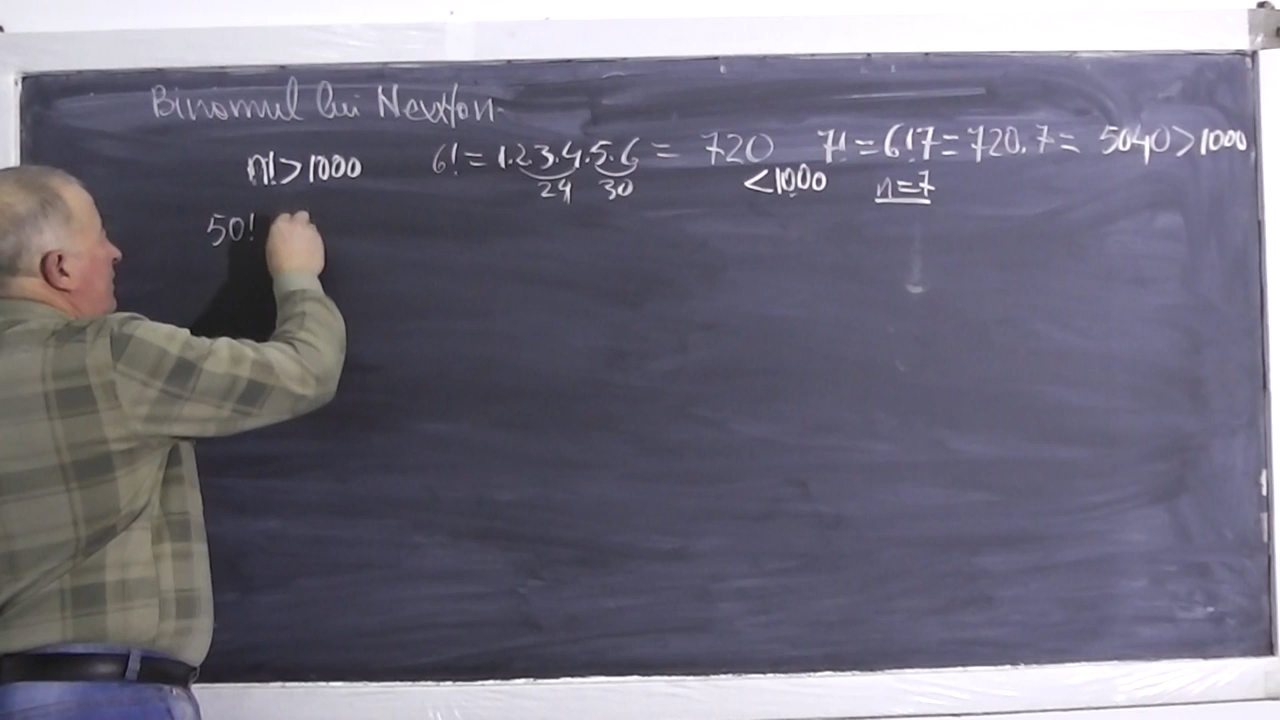 Binomul lui Newton.
n!>1000 6!=1.2.3.4.5.6 = 720 7!=6!7=720.7= 5040>1000
24 30 <1000 n=7
50!